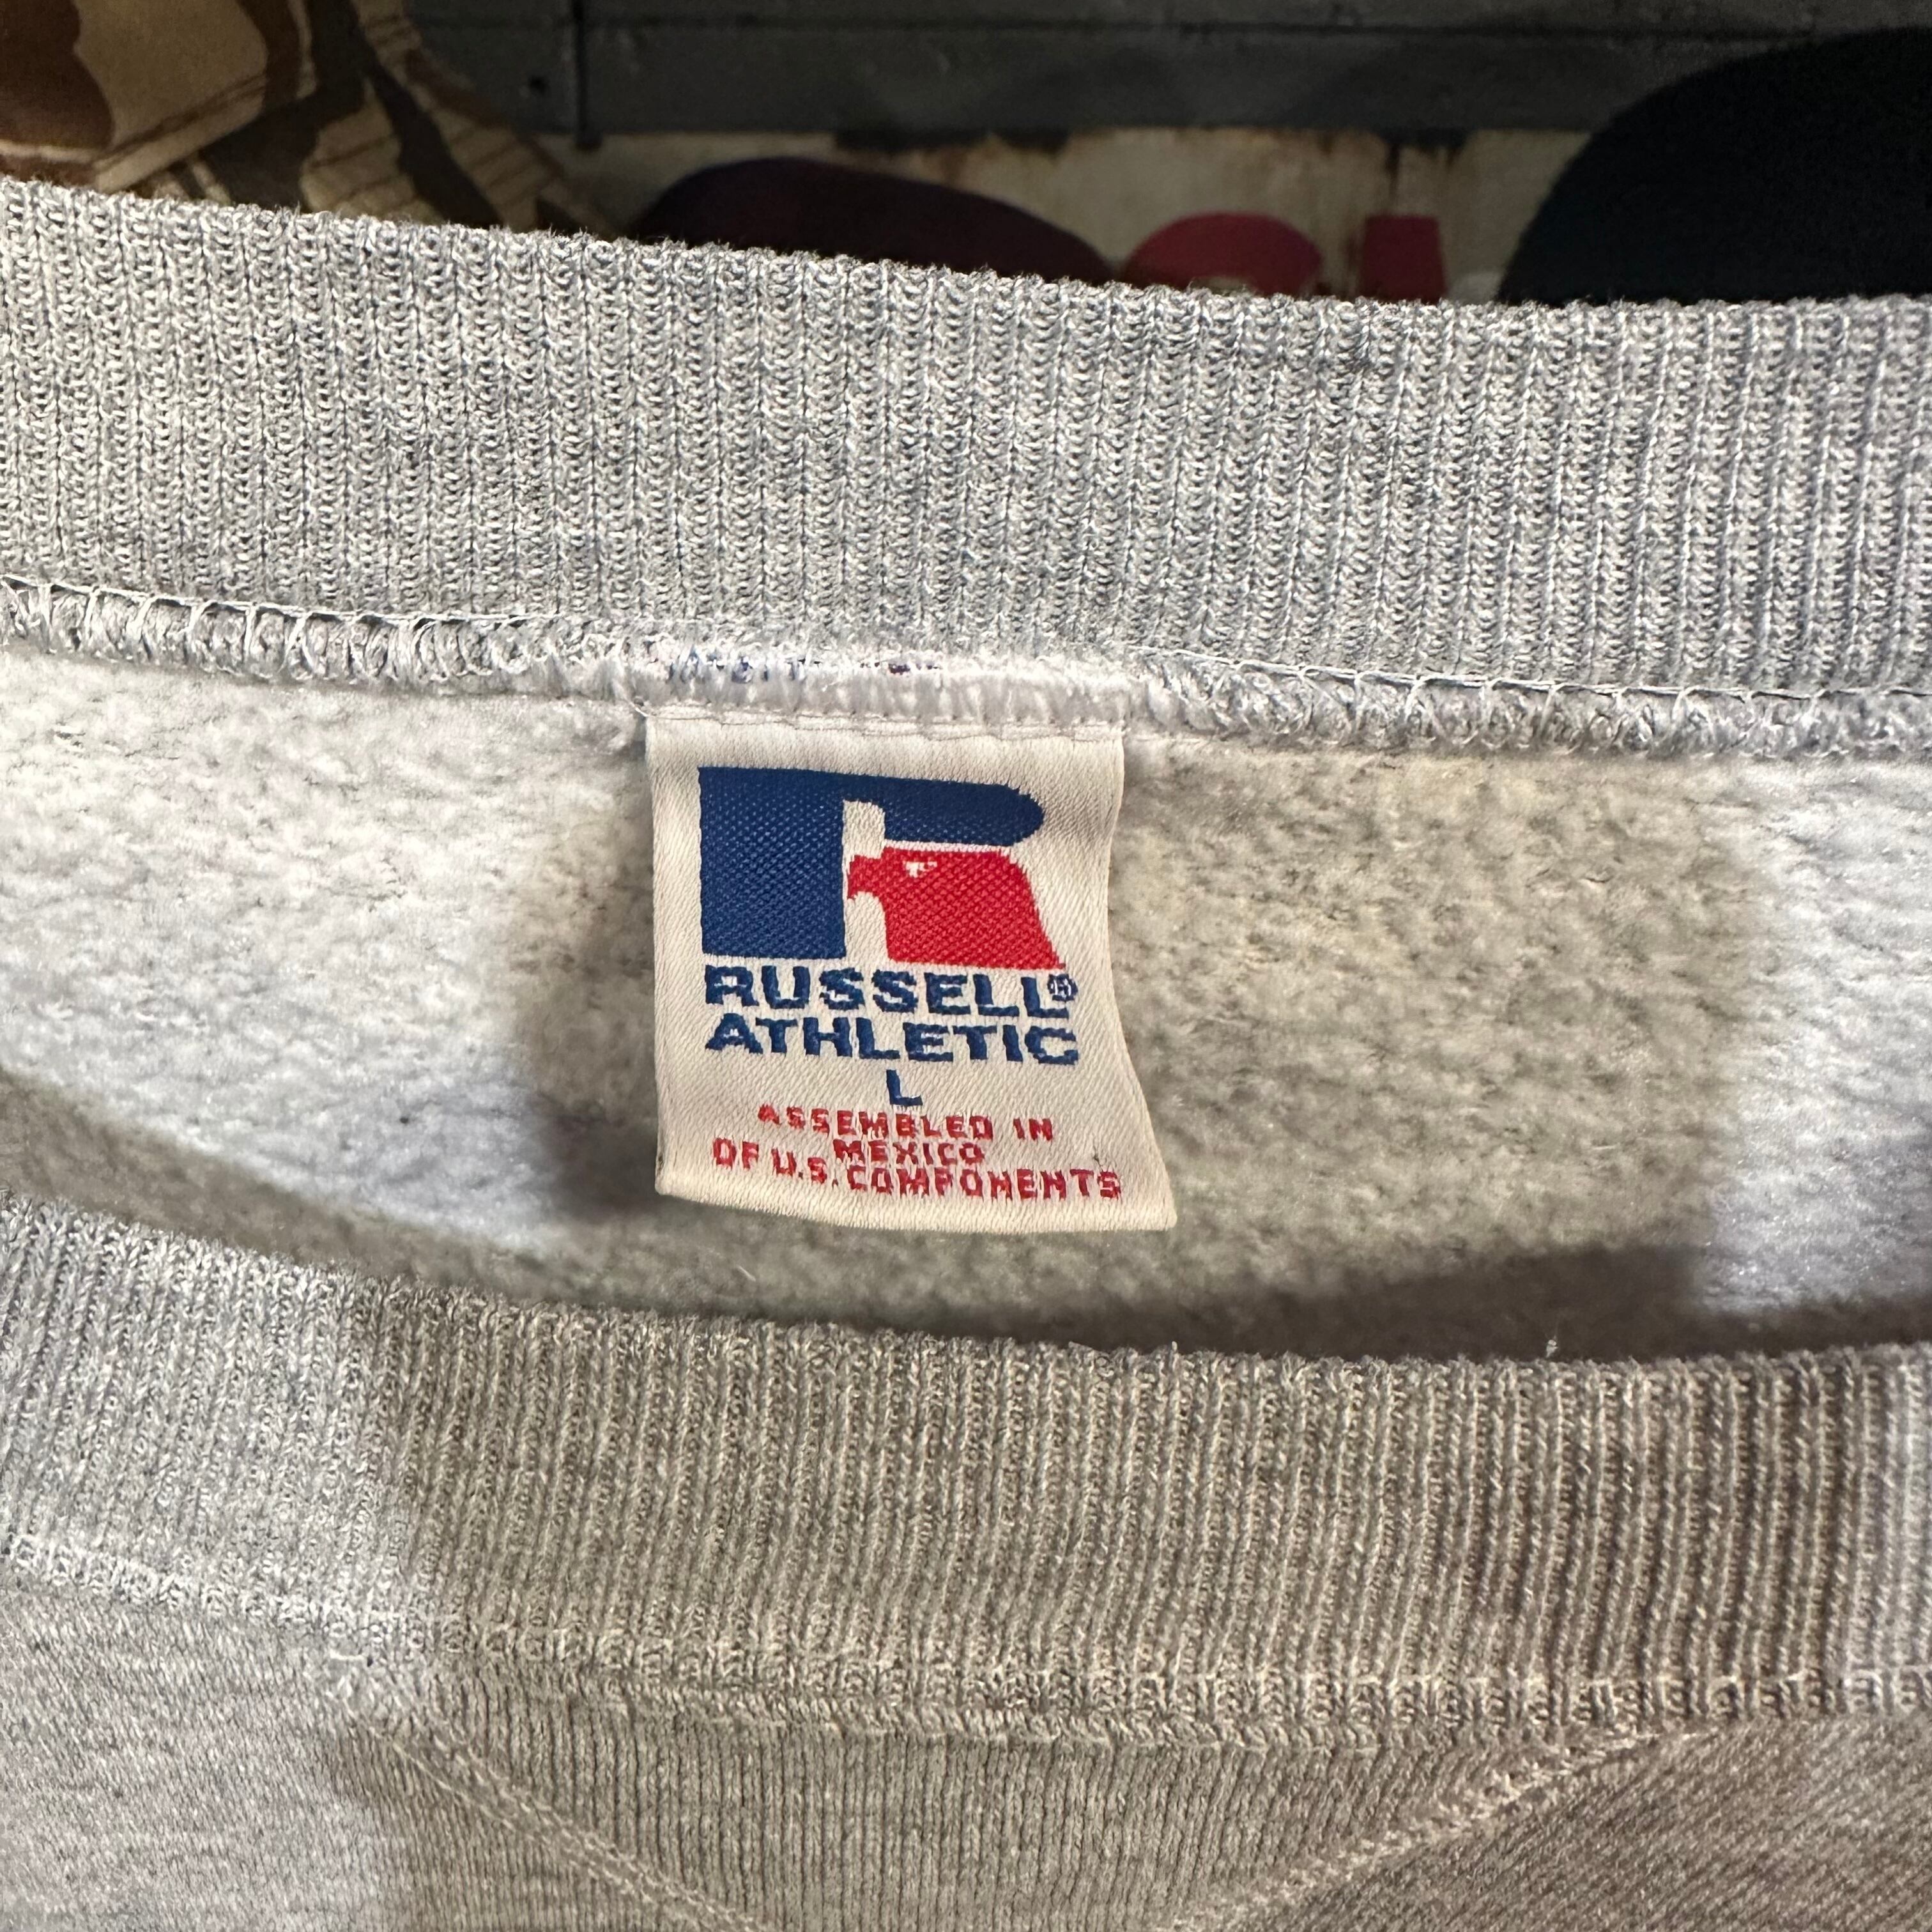 RUSSELL®
ATHLETIC
L
ASSEMBLED IN
MEXICO
OF U.S. COMPONENTS